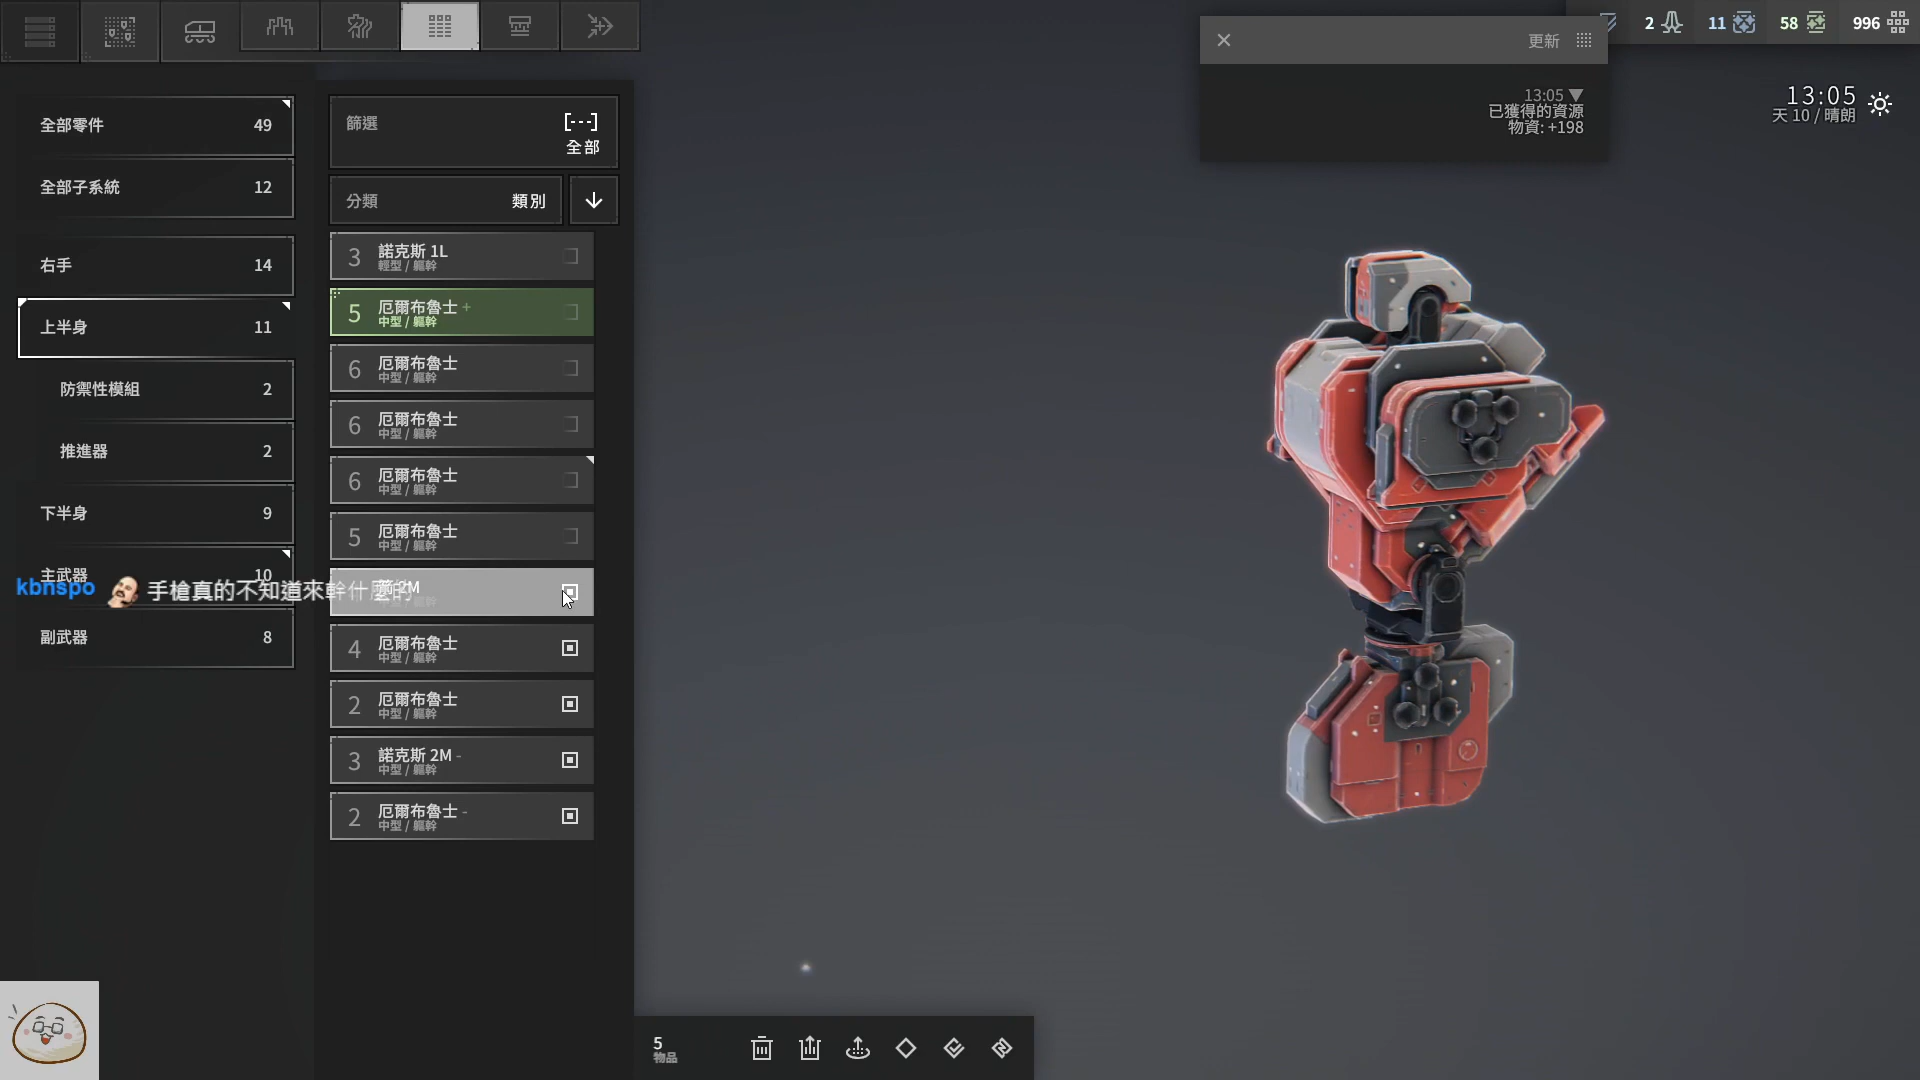 2
11
58
996
更新
13:05
已獲得的資源
物資: +198
13:05
天 10 / 晴朗
全部零件 49
全部子系統 12
右手 14
上半身 11
防禦性模組 2
推進器 2
下半身 9
主武器 10
副武器 8
kbnspo 手槍真的不知道來幹什麼的
篩選
[---]
全部
分類 類別
3 諾克斯 1L
輕型 / 軀幹
5 厄爾布魯士 +
中型 / 軀幹
6 厄爾布魯士
中型 / 軀幹
6 厄爾布魯士
中型 / 軀幹
6 厄爾布魯士
中型 / 軀幹
5 厄爾布魯士
中型 / 軀幹
2M
4 厄爾布魯士
中型 / 軀幹
2 厄爾布魯士
中型 / 軀幹
3 諾克斯 2M -
中型 / 軀幹
2 厄爾布魯士 -
中型 / 軀幹
5
物品